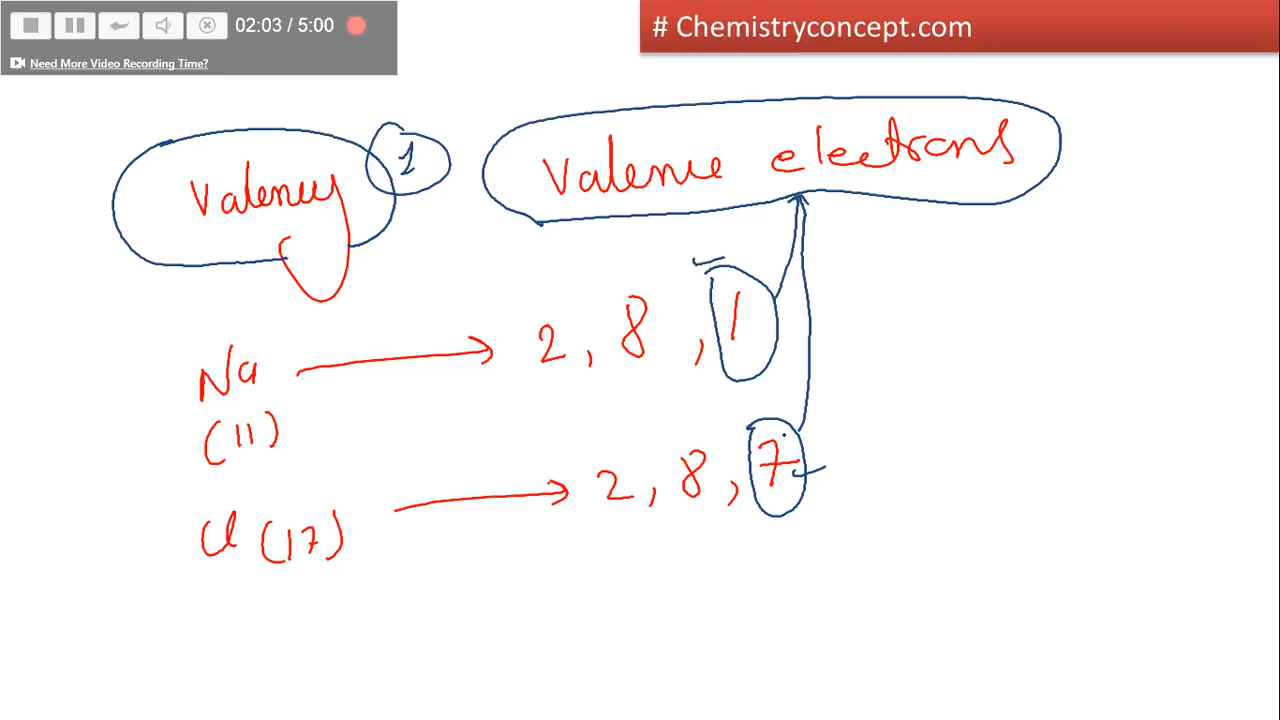 02:03 / 5:00
Need More Video Recording Time?
# Chemistryconcept.com
Valency 1
Valence electrons
Na → 2, 8, 1
(11)
Cl (17) → 2, 8, 7